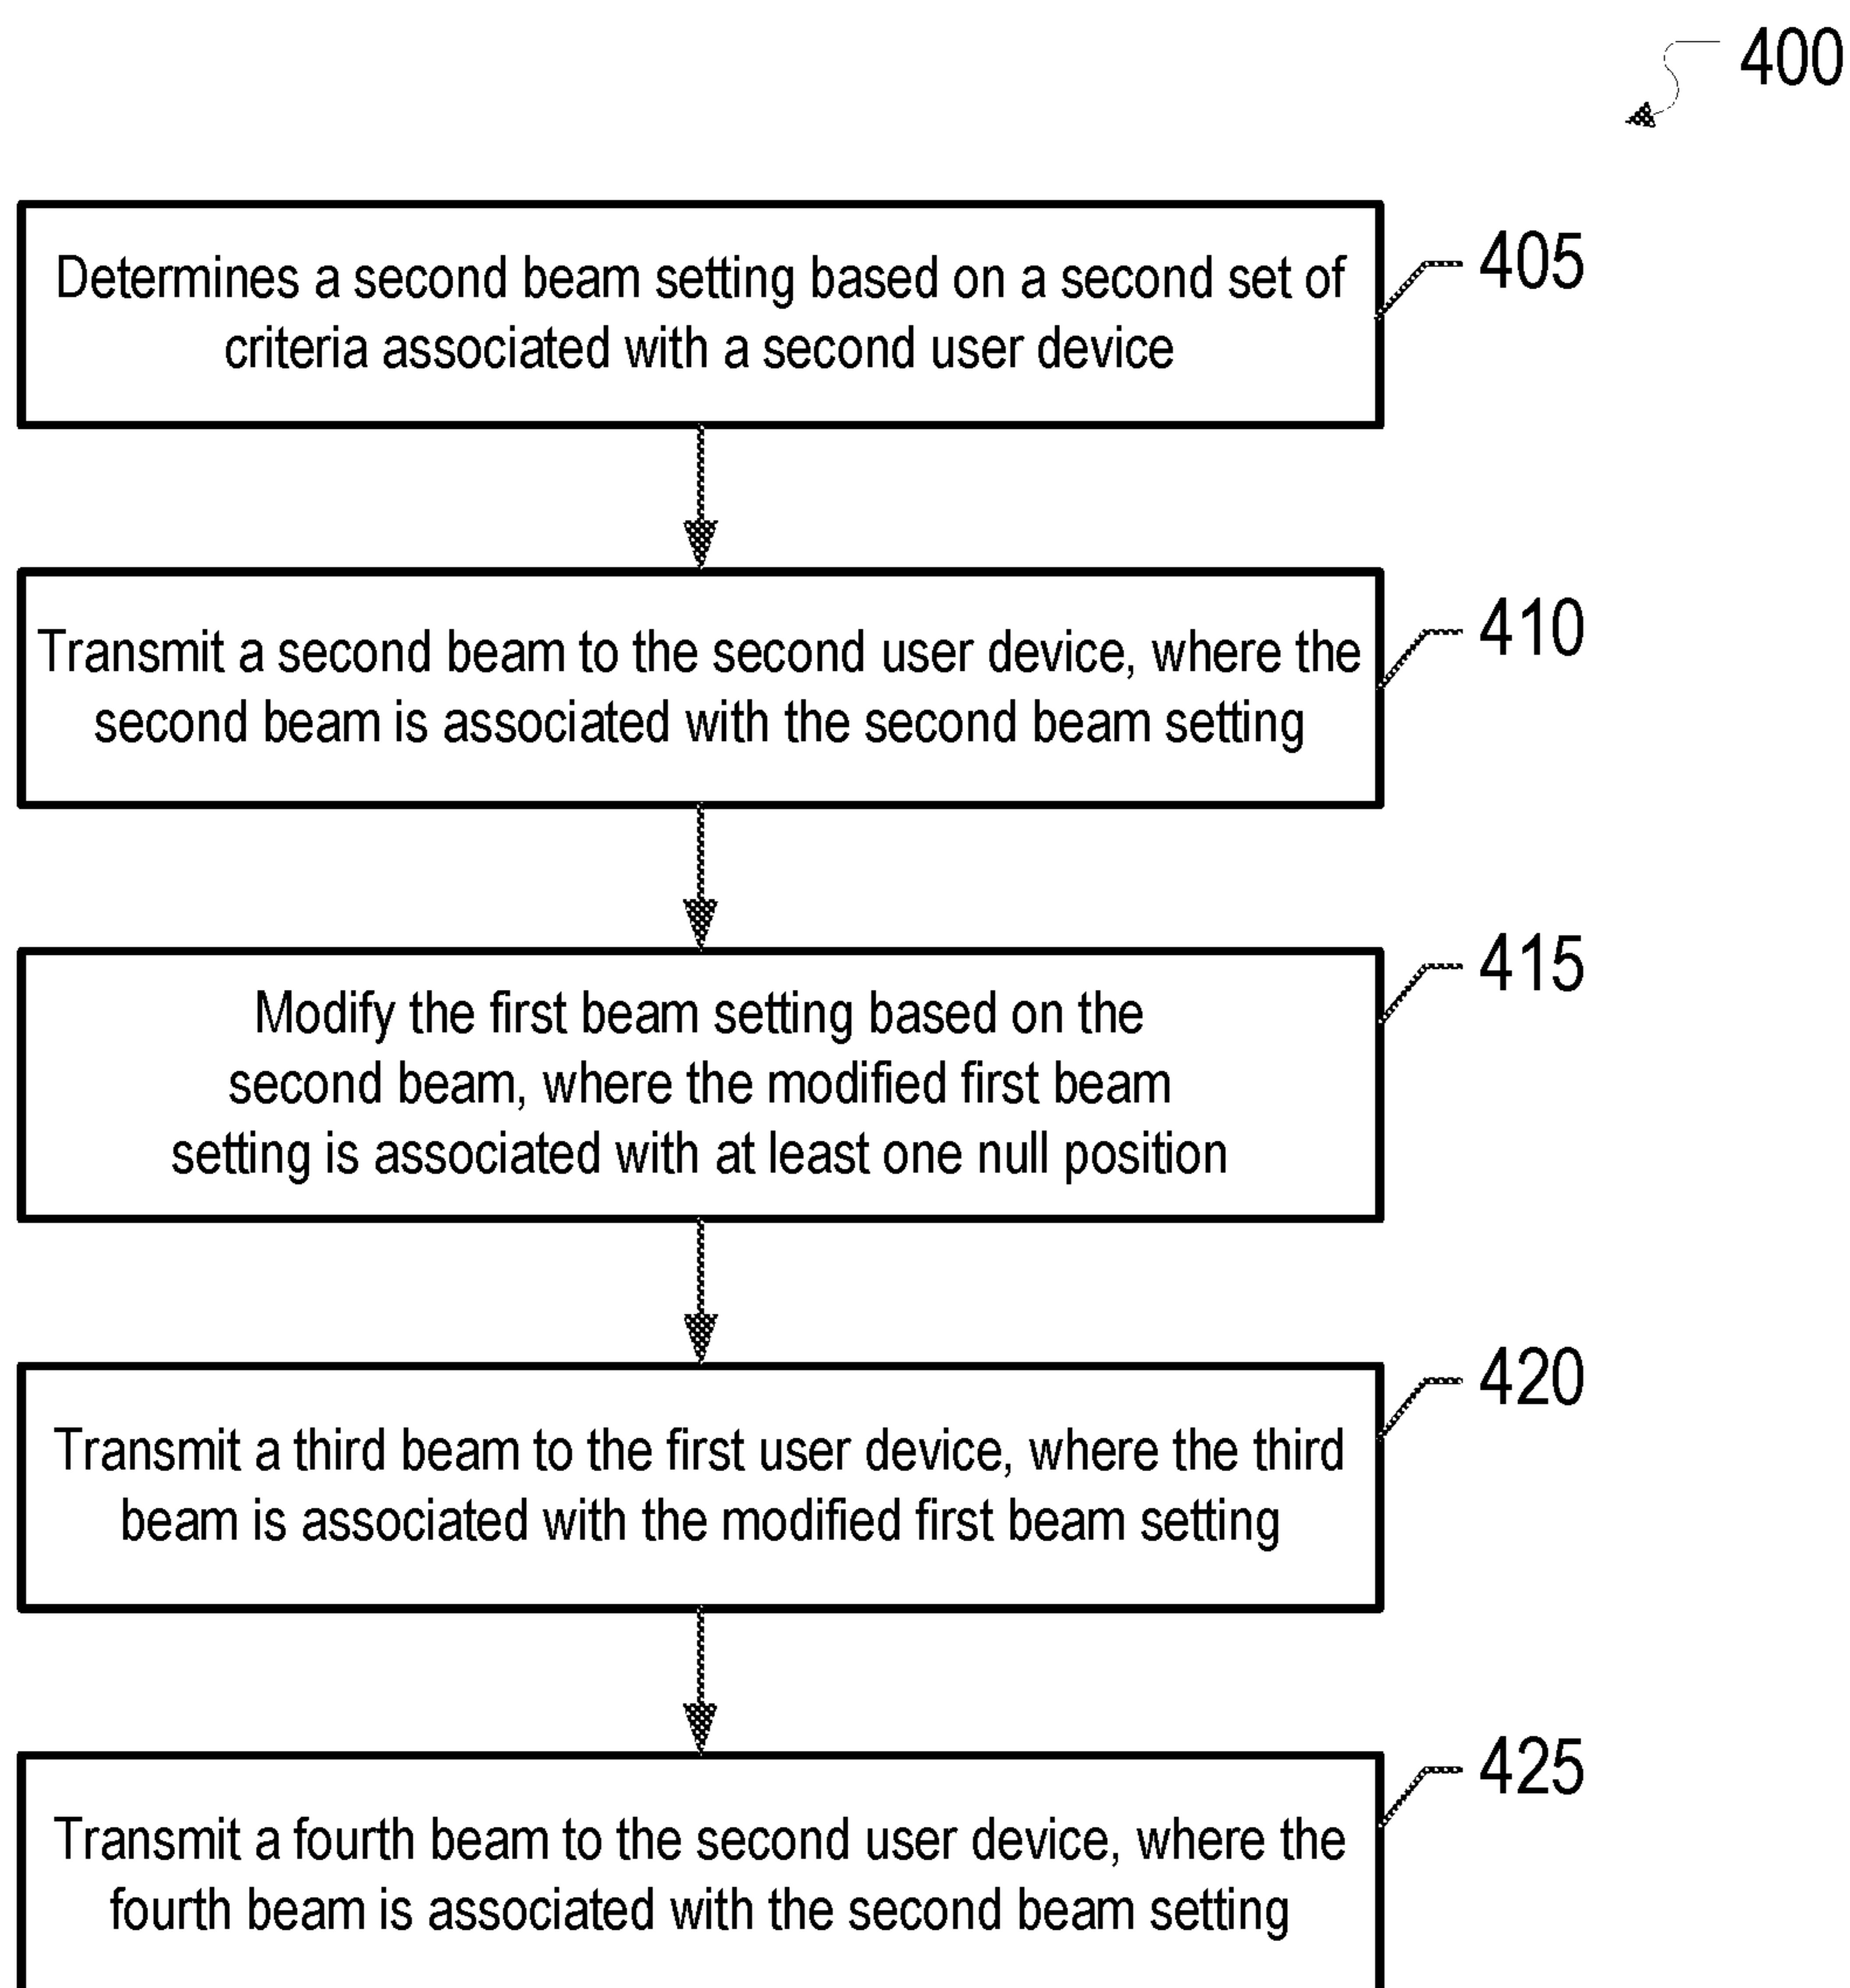 400
Determines a second beam setting based on a second set of
criteria associated with a second user device
405
Transmit a second beam to the second user device, where the
second beam is associated with the second beam setting
410
Modify the first beam setting based on the
second beam, where the modified first beam
setting is associated with at least one null position
415
Transmit a third beam to the first user device, where the third
beam is associated with the modified first beam setting
420
Transmit a fourth beam to the second user device, where the
fourth beam is associated with the second beam setting
425